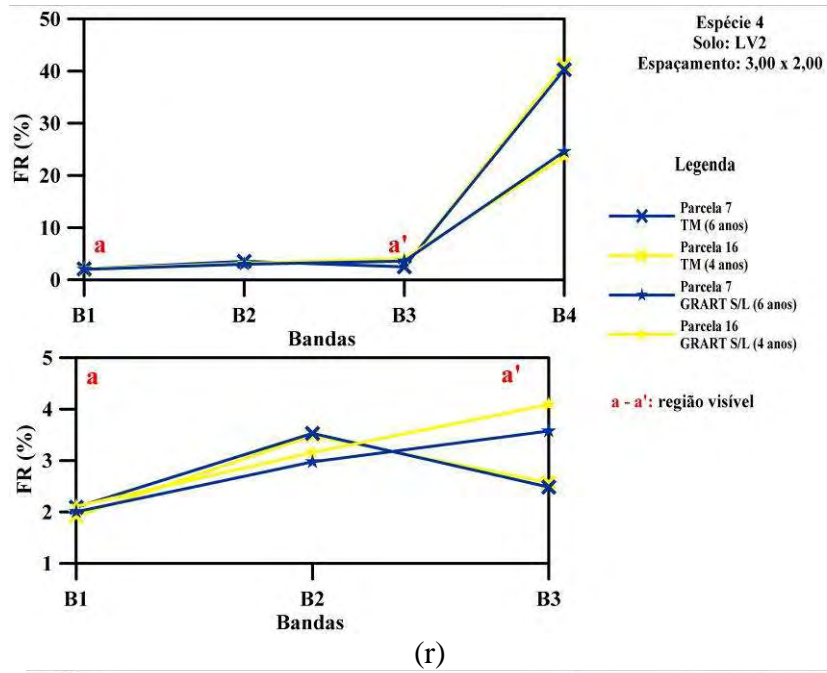 Espécie 4
Solo: LV2
Espaçamento: 3,00 x 2,00
50
40
30
20
10
0
FR (%)
a
a'
B1
B2
B3
B4
Bandas
Legenda
Parcela 7
TM (6 anos)
Parcela 16
TM (4 anos)
Parcela 7
GRART S/L (6 anos)
Parcela 16
GRART S/L (4 anos)
a - a': região visível
5
4
3
2
1
FR (%)
a
a'
B1
B2
B3
Bandas
(r)